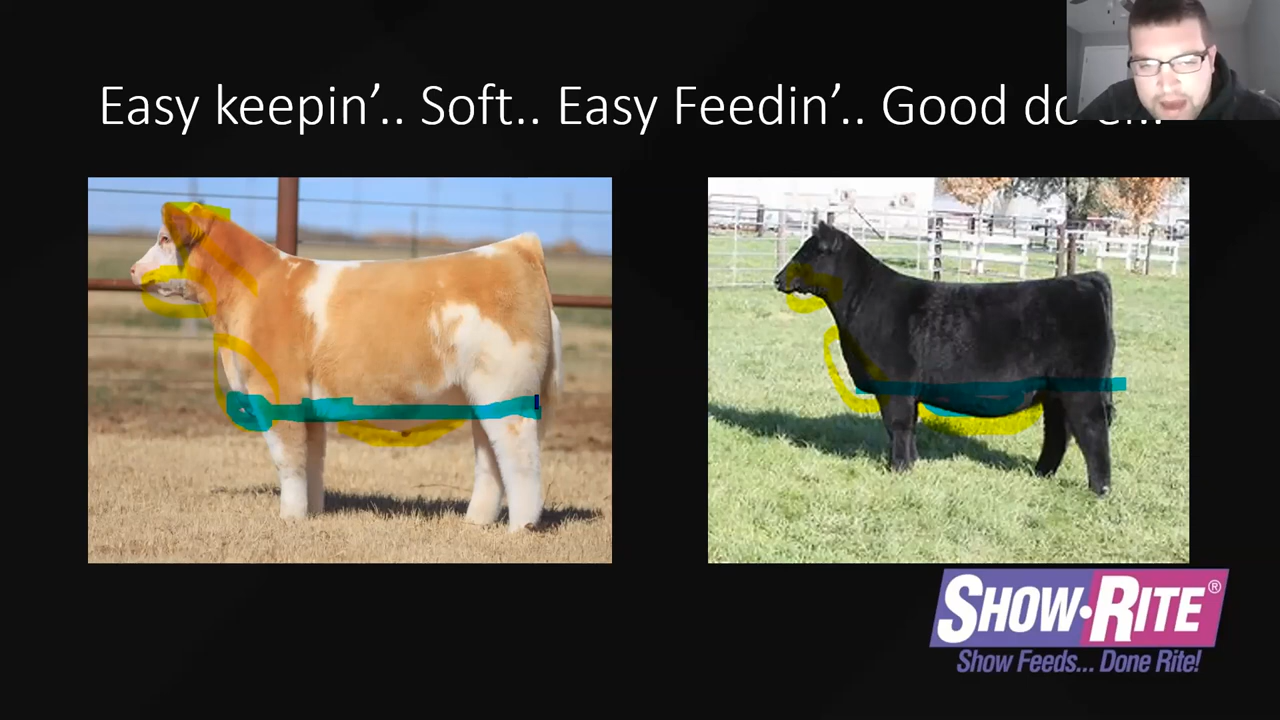 Easy keepin'.. Soft.. Easy Feedin'.. Good
SHOW•RITE®
Show Feeds... Done Rite!